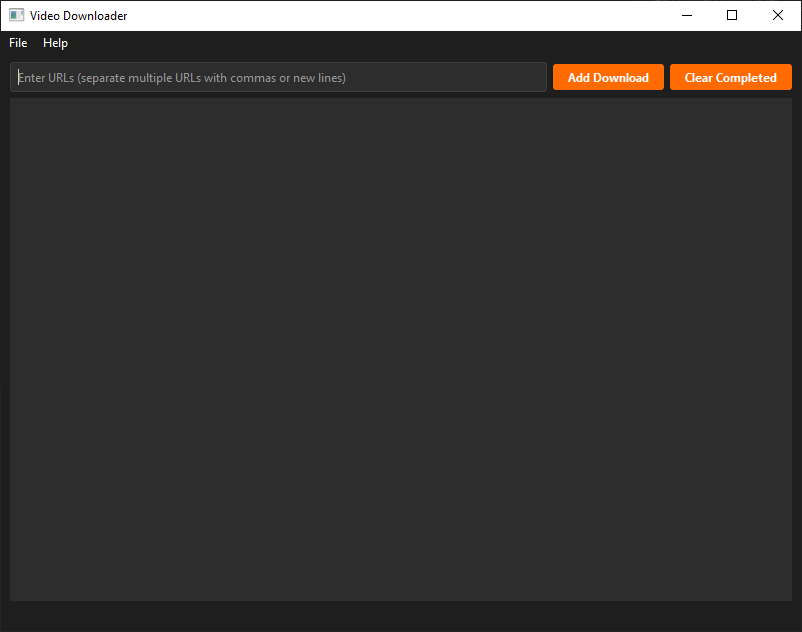 Video Downloader
File Help
Enter URLs (separate multiple URLs with commas or new lines) Add Download Clear Completed